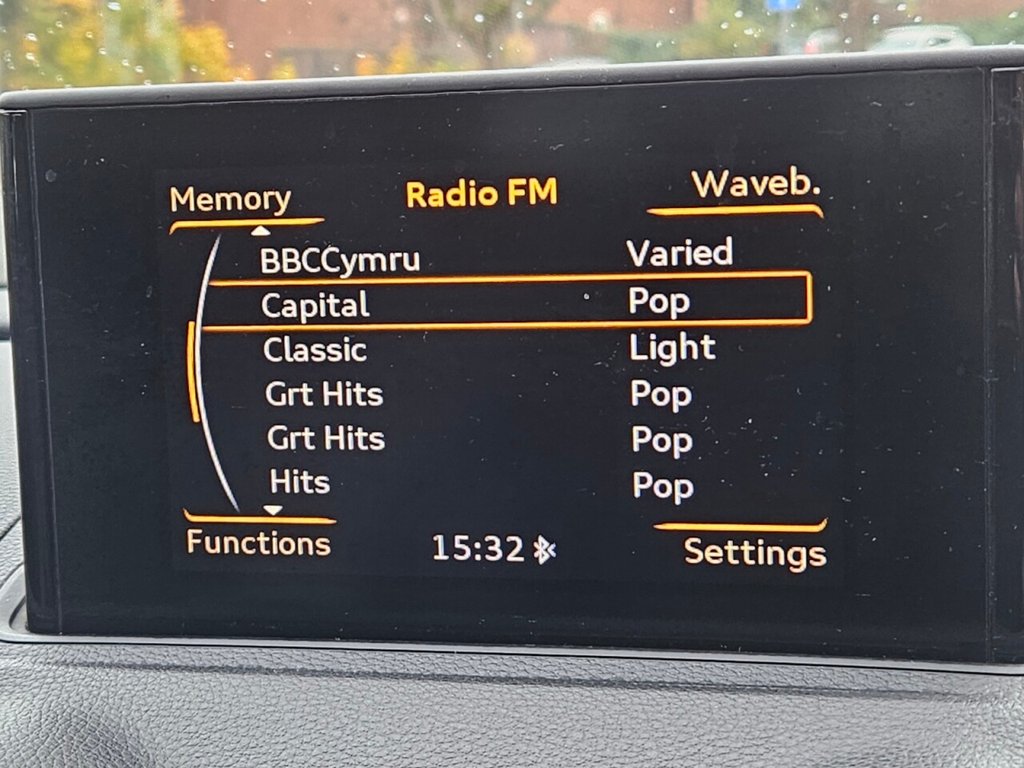 Memory Radio FM Waveb.
BBCCymru Varied
Capital Pop
Classic Light
Grt Hits Pop
Grt Hits Pop
Hits Pop
Functions 15:32 Settings